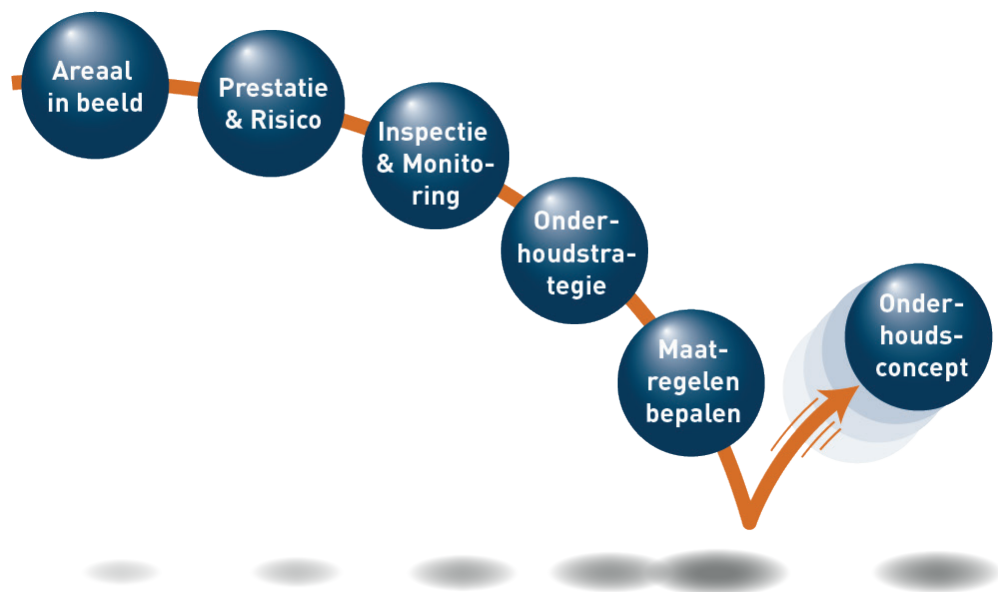 Areaal
in beeld
Prestatie
& Risico
Inspectie
& Monito-
ring
Onder-
houdstra-
tegie
Maat-
regelen
bepalen
Onder-
houds-
concept